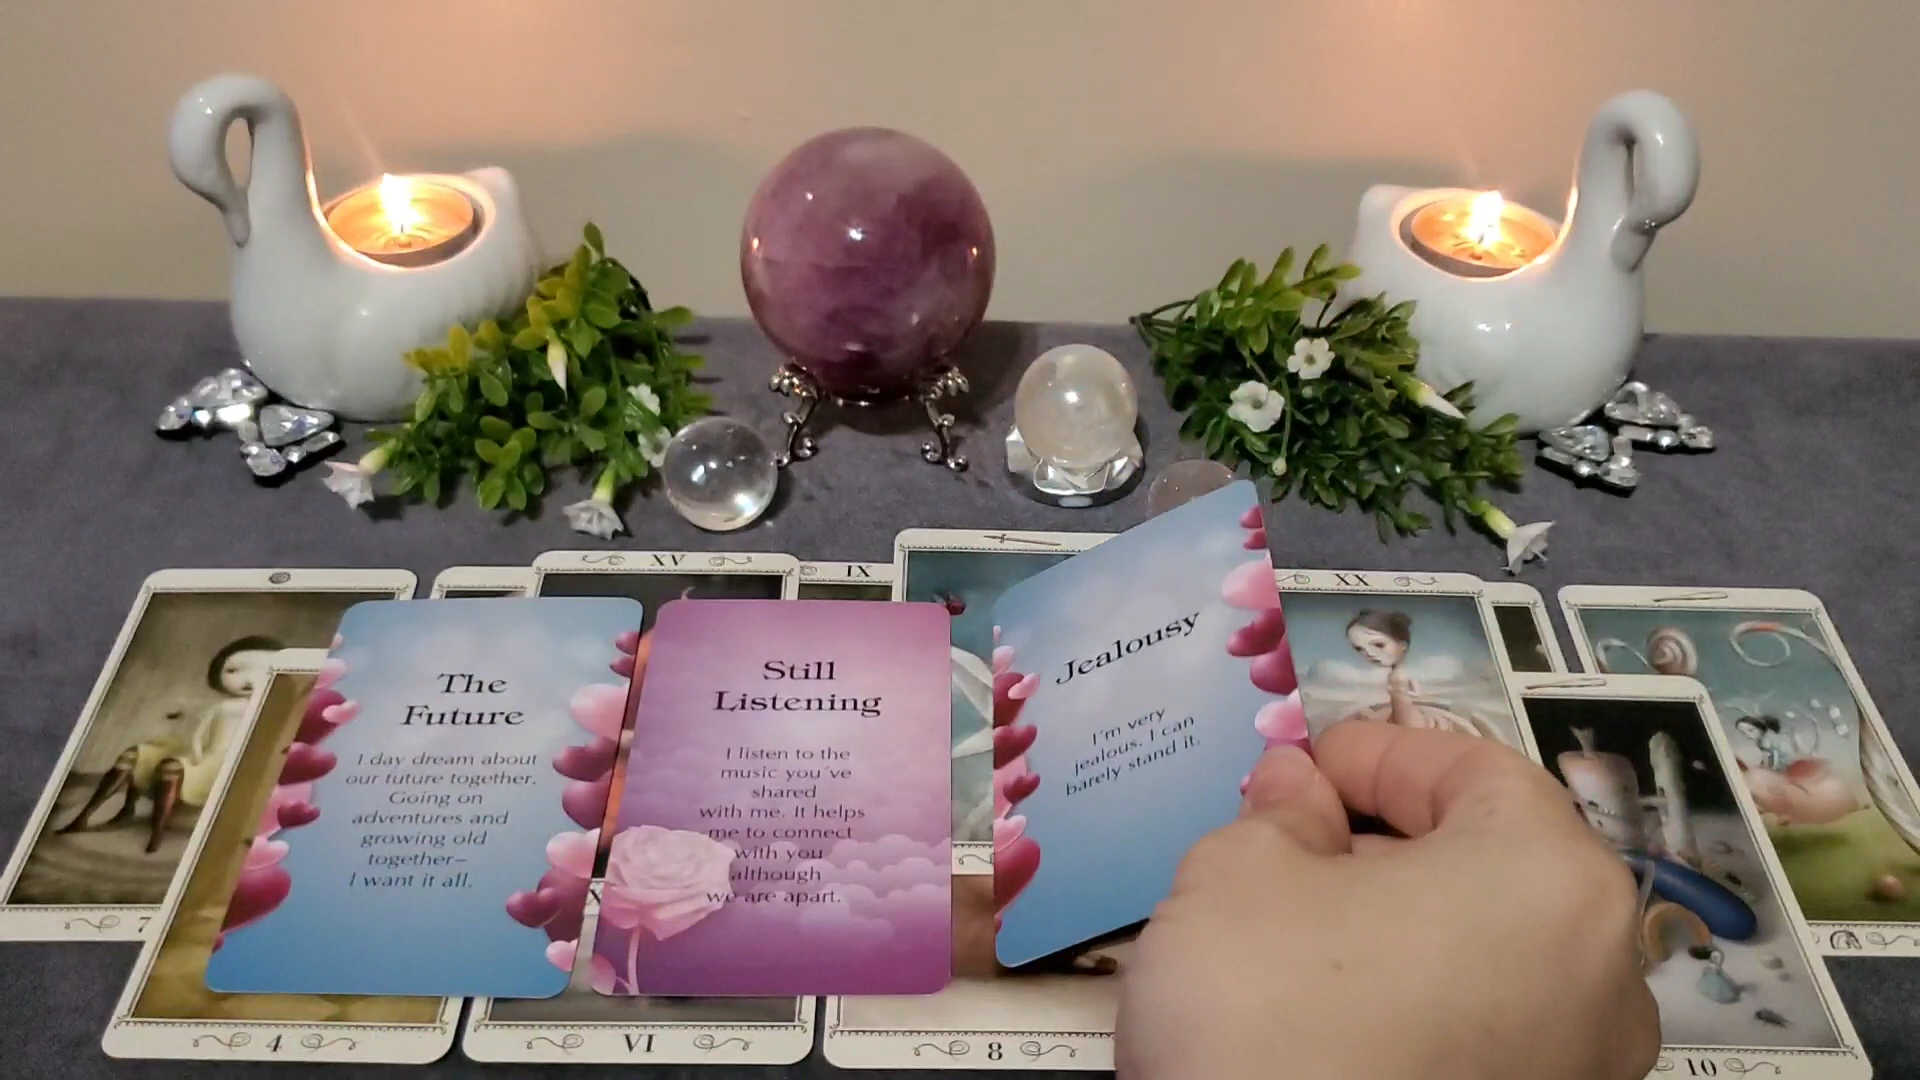 XV
IX
XX
The
Future
I day dream about
our future together.
Going on
adventures and
growing old
together—
I want it all.
Still
Listening
I listen to the
music you've
shared
with me. It helps
me to connect
with you
although
we are apart.
Jealousy
I'm very
jealous. I can
barely stand it.
7
4
VI
8
10